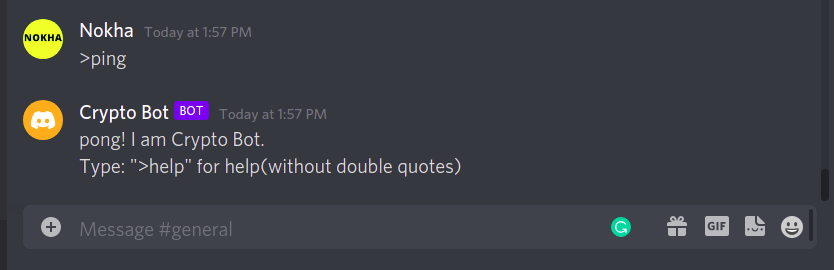 NOKHA
Nokha Today at 1:57 PM
>ping
Crypto Bot BOT Today at 1:57 PM
pong! I am Crypto Bot.
Type: ">help" for help(without double quotes)
Message #general
GIF